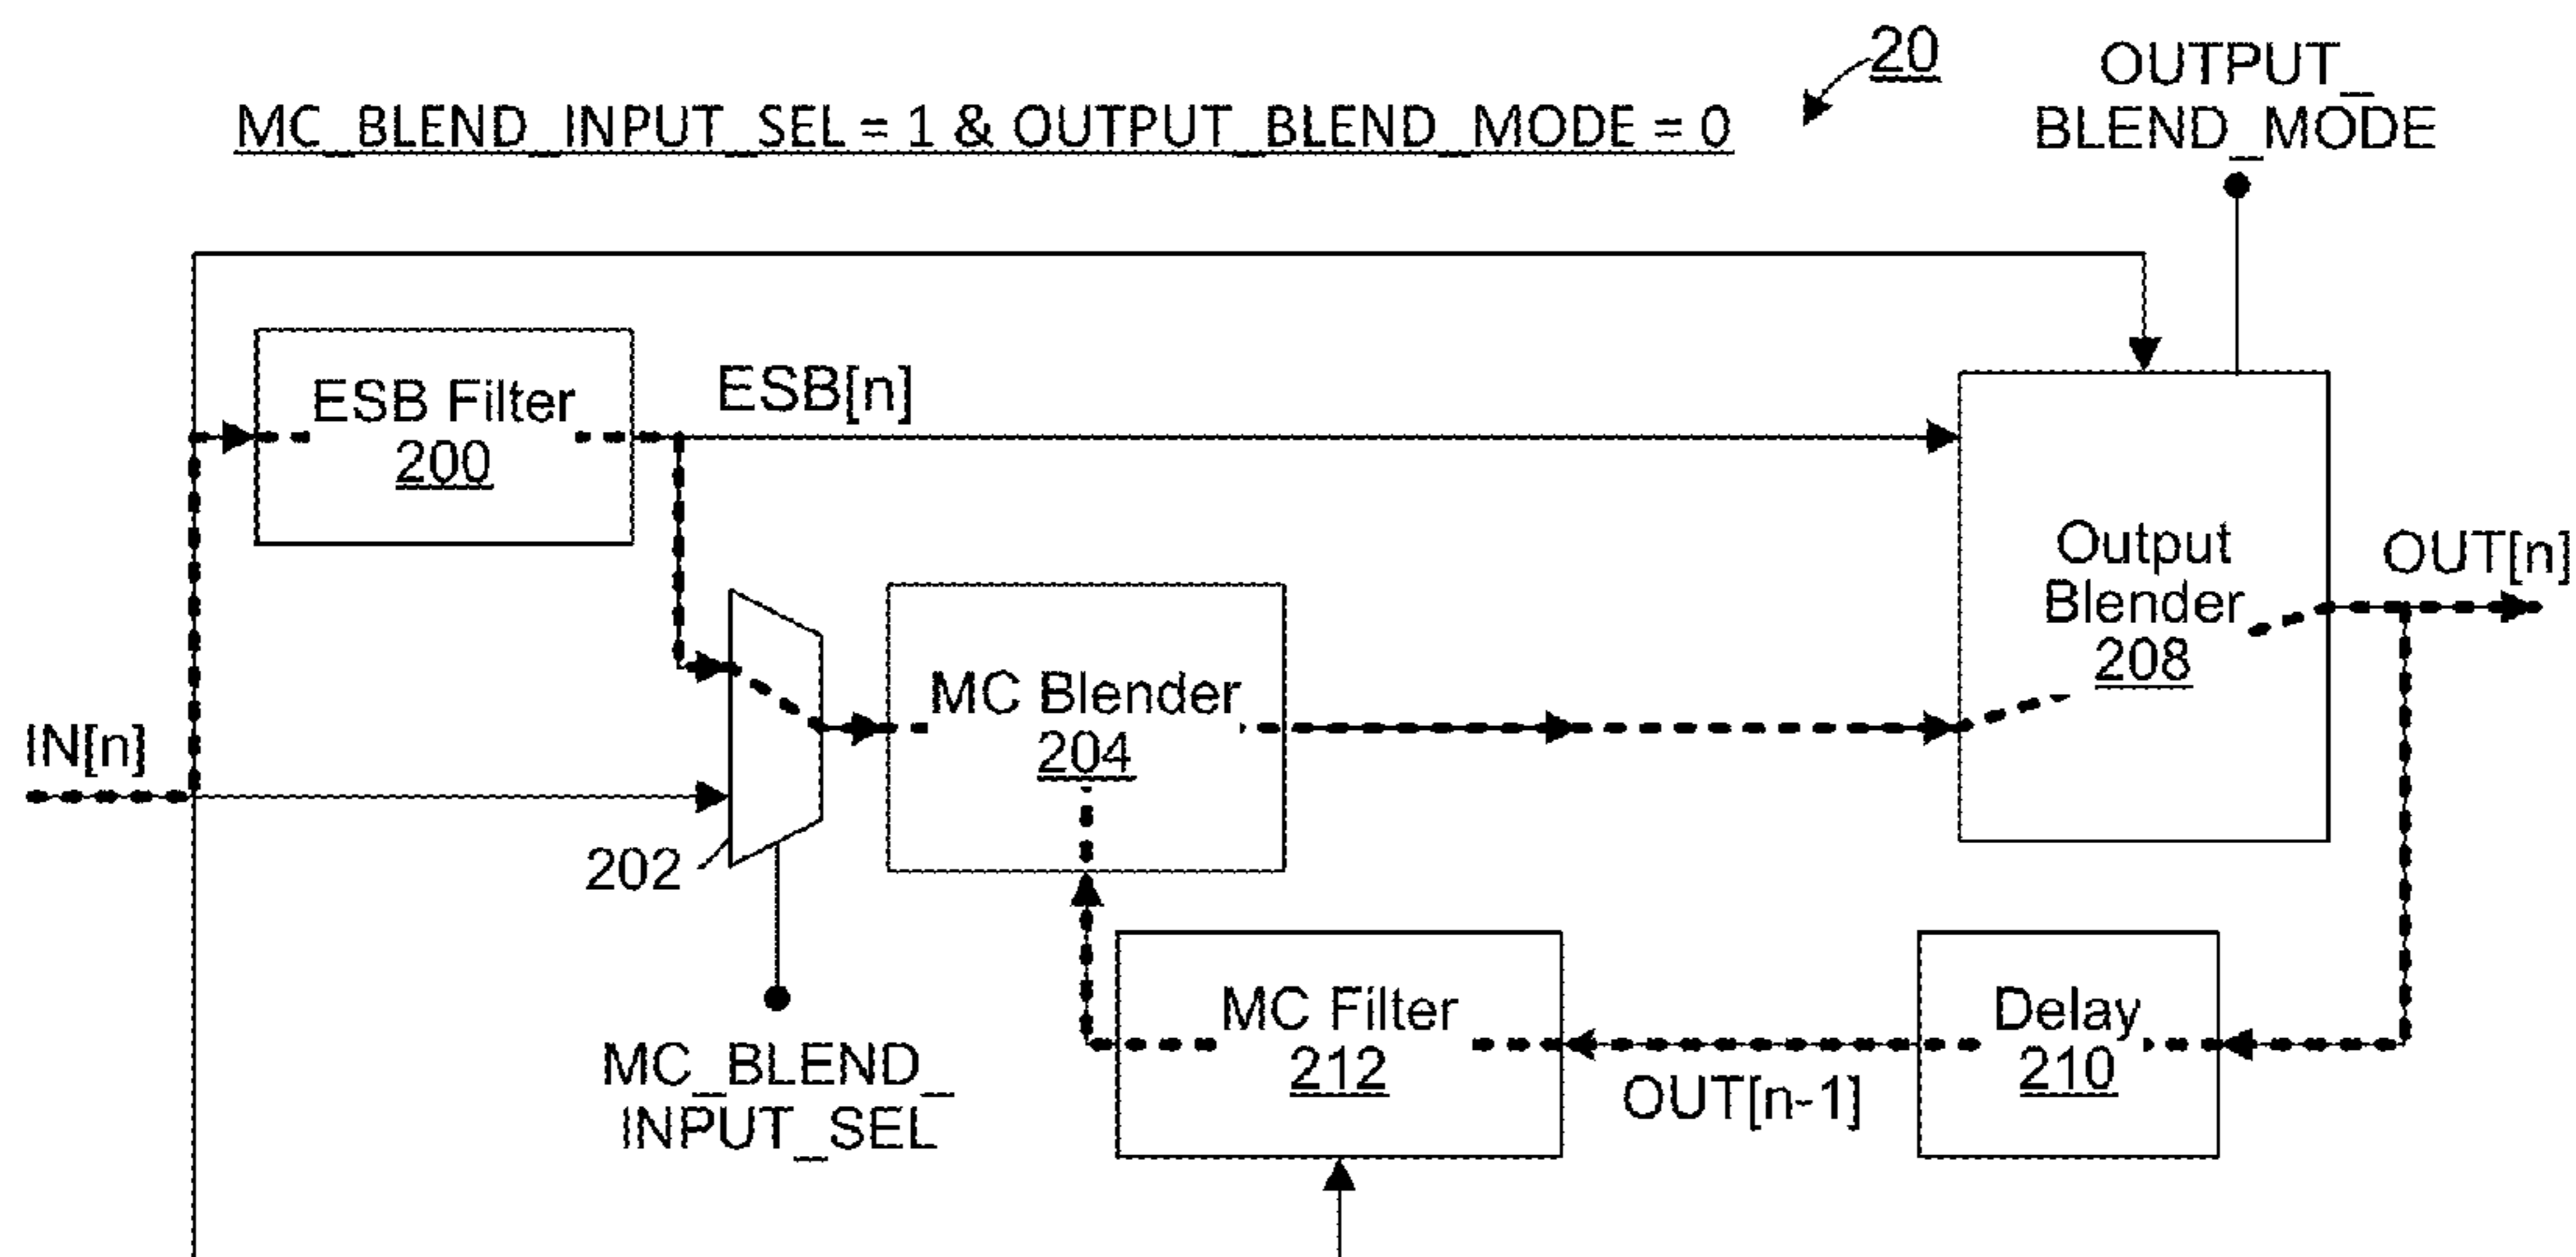 20
OUTPUT_
BLEND_MODE
MC_BLEND_INPUT_SEL = 1 & OUTPUT_BLEND_MODE = 0
ESB Filter
200
ESB[n]
Output
Blender
208
OUT[n]
MC Blender
204
IN[n]
202
MC Filter
212
Delay
210
OUT[n-1]
MC_BLEND_
INPUT_SEL